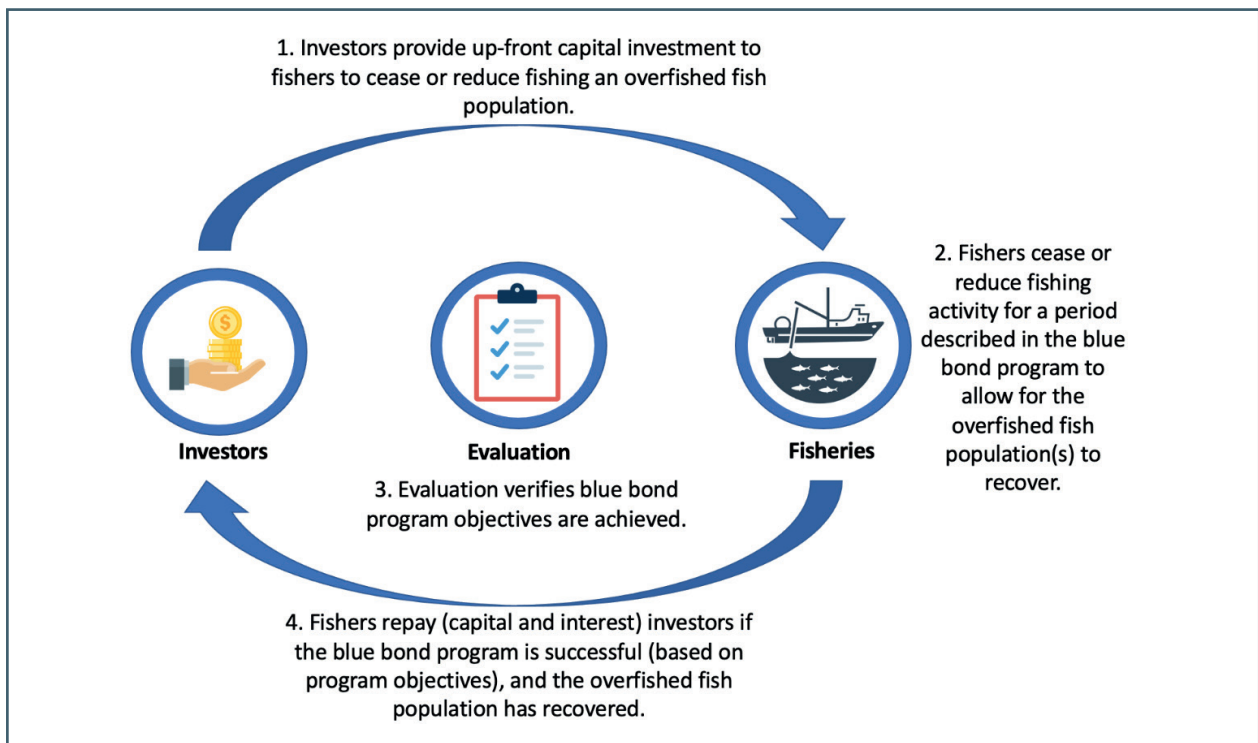 1. Investors provide up-front capital investment to
fishers to cease or reduce fishing an overfished fish
population.
2. Fishers cease or
reduce fishing
activity for a period
described in the blue
bond program to
allow for the
overfished fish
population(s) to
recover.
$
Investors
Evaluation
Fisheries
3. Evaluation verifies blue bond
program objectives are achieved.
4. Fishers repay (capital and interest) investors if
the blue bond program is successful (based on
program objectives), and the overfished fish
population has recovered.